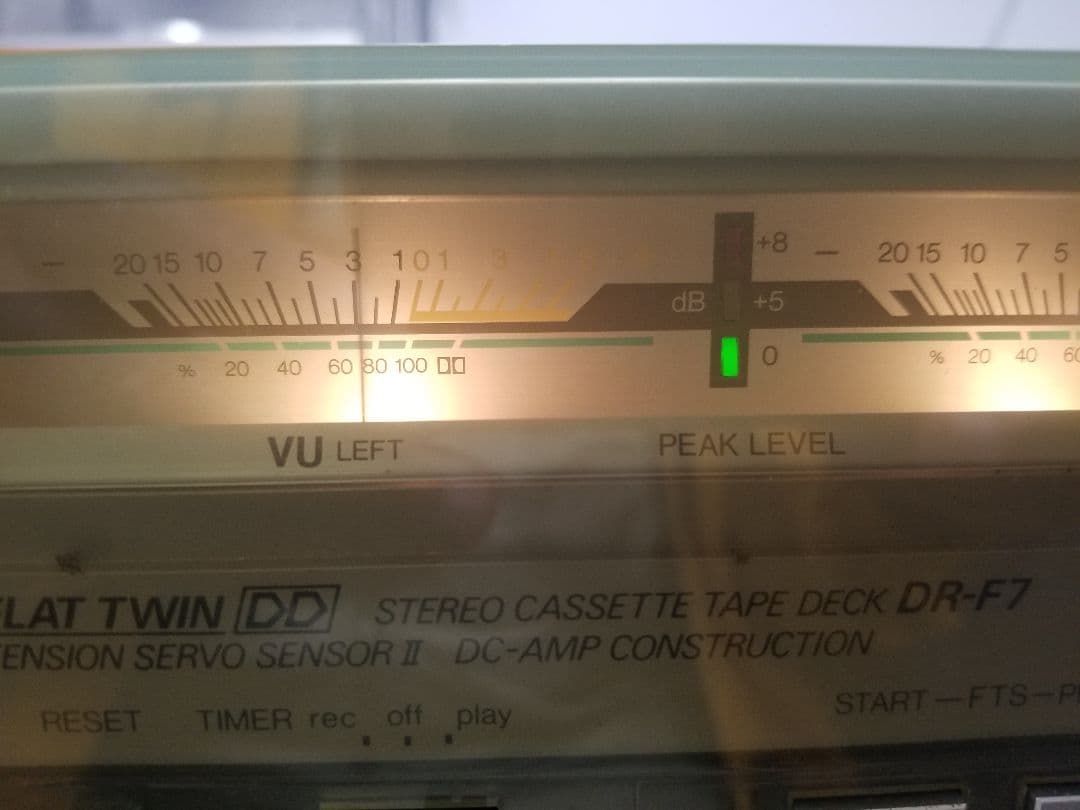 – 20 15 10 7 5 3 1 0 1 3
+8
– 20 15 10 7 5
dB +5
% 20 40 60 80 100
0
% 20 40 60
VU LEFT
PEAK LEVEL
LAT TWIN DD STEREO CASSETTE TAPE DECK DR-F7
ENSION SERVO SENSOR II DC-AMP CONSTRUCTION
RESET TIMER rec off play START—FTS—P